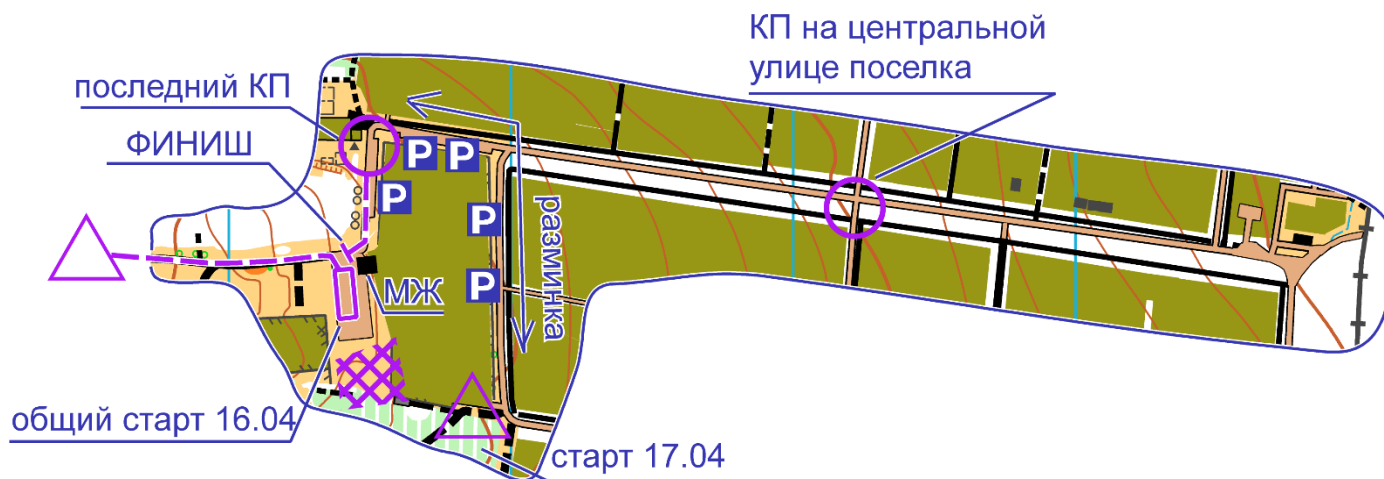 КП на центральной
улице поселка
последний КП
ФИНИШ
P
P
P
P
P
разминка
МЖ
общий старт 16.04
старт 17.04